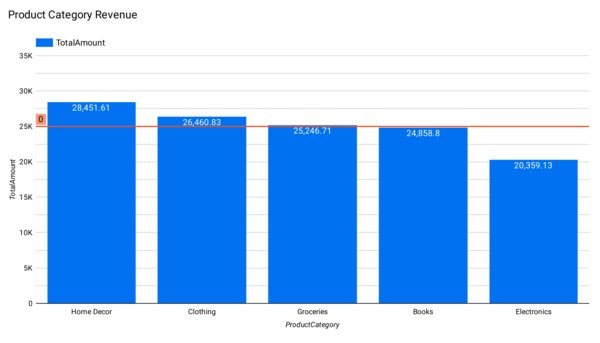 Product Category Revenue
TotalAmount
35K
30K
25K
20K
15K
10K
5K
0
TotalAmount
0
28,451.61
26,460.83
25,246.71
24,858.8
20,359.13
Home Decor
Clothing
Groceries
Books
Electronics
ProductCategory